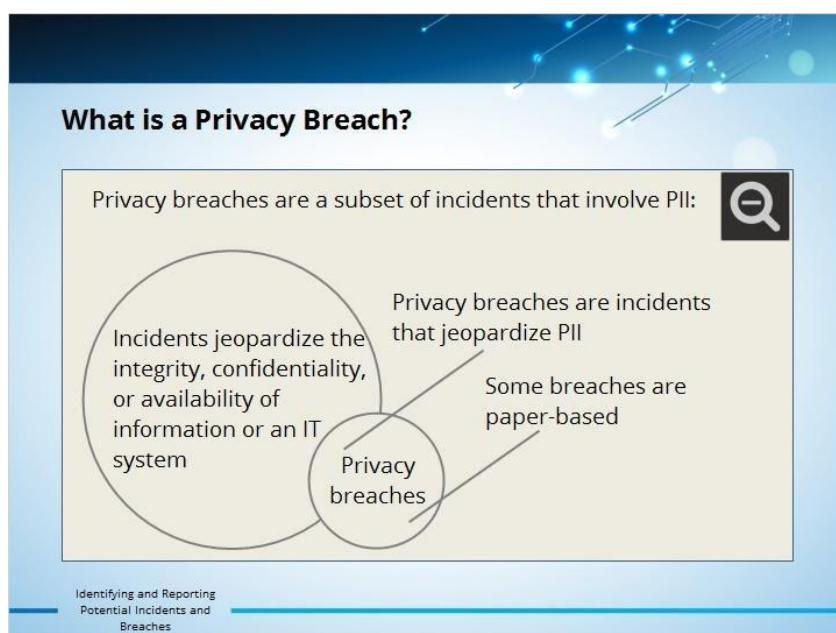 What is a Privacy Breach?
Privacy breaches are a subset of incidents that involve PII:
Privacy breaches are incidents
that jeopardize PII
Incidents jeopardize the
integrity, confidentiality,
or availability of
information or an IT
system
Some breaches are
paper-based
Privacy
breaches
Identifying and Reporting
Potential Incidents and
Breaches